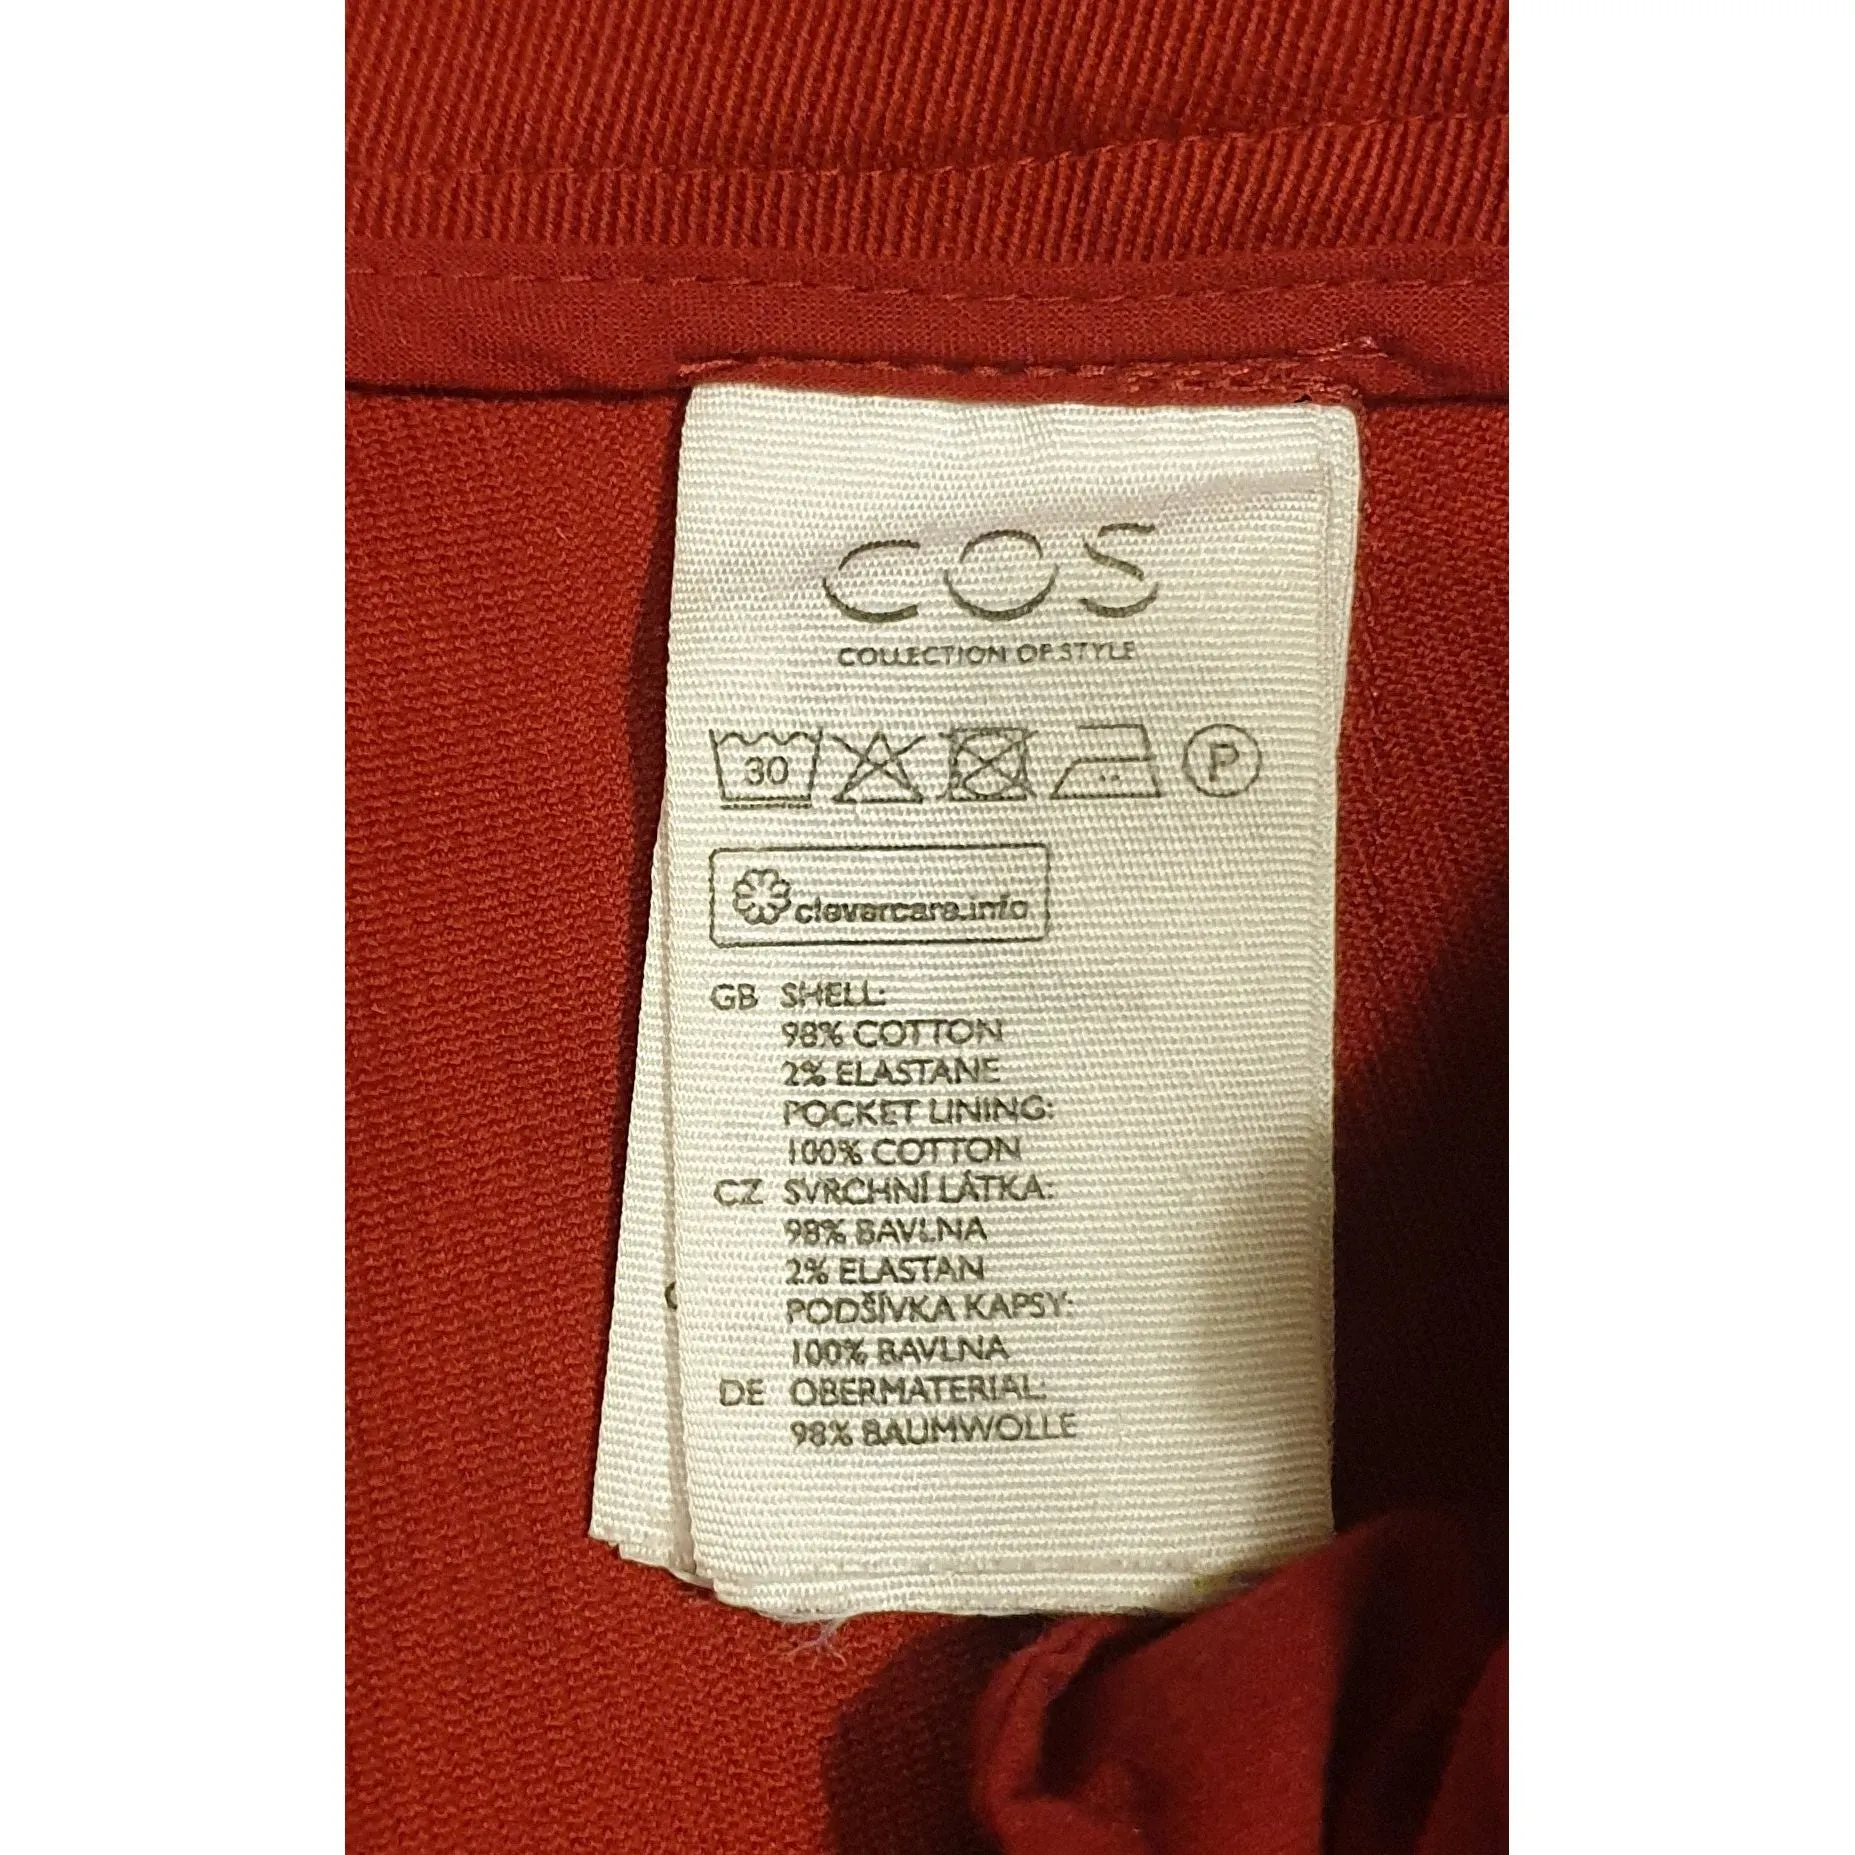 COS
COLLECTION OF STYLE
30 P
clevercare.info
GB SHELL:
98% COTTON
2% ELASTANE
POCKET LINING:
100% COTTON
CZ SVRCHNÍ LÁTKA:
98% BAVLNA
2% ELASTAN
PODŠÍVKA KAPSY:
100% BAVLNA
DE OBERMATERIAL:
98% BAUMWOLLE